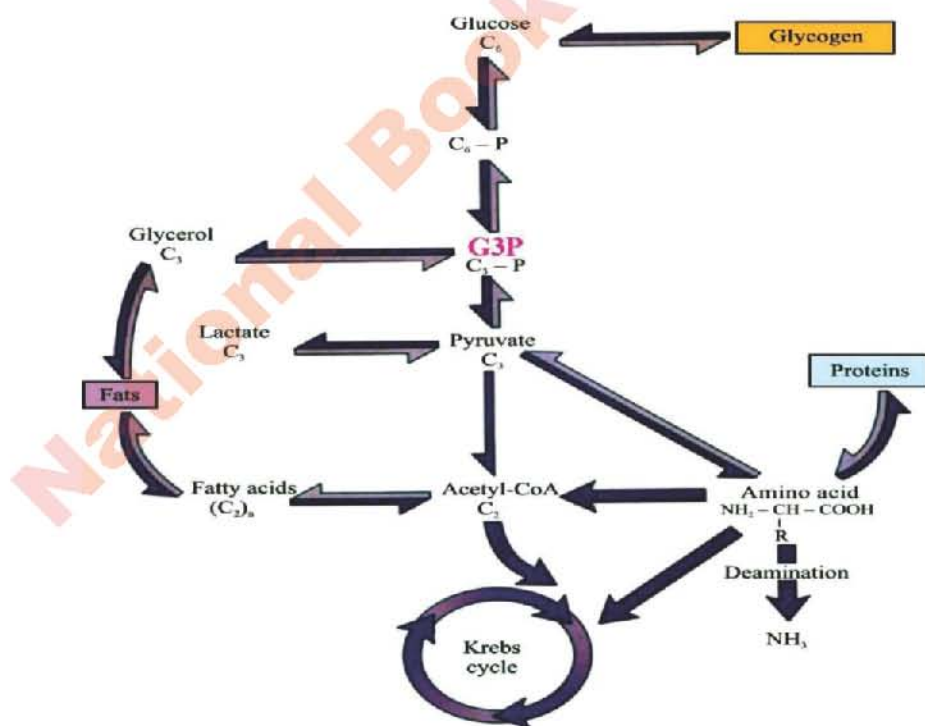 National Book
Glucose
C₆
Glycogen
C₆ – P
Glycerol
C₃
G3P
C₃ – P
Lactate
C₃
Pyruvate
C₃
Proteins
Fats
Fatty acids
(C₂)ₙ
Acetyl-CoA
C₂
Amino acid
NH₂ – CH – COOH
R
Deamination
NH₃
Krebs
cycle